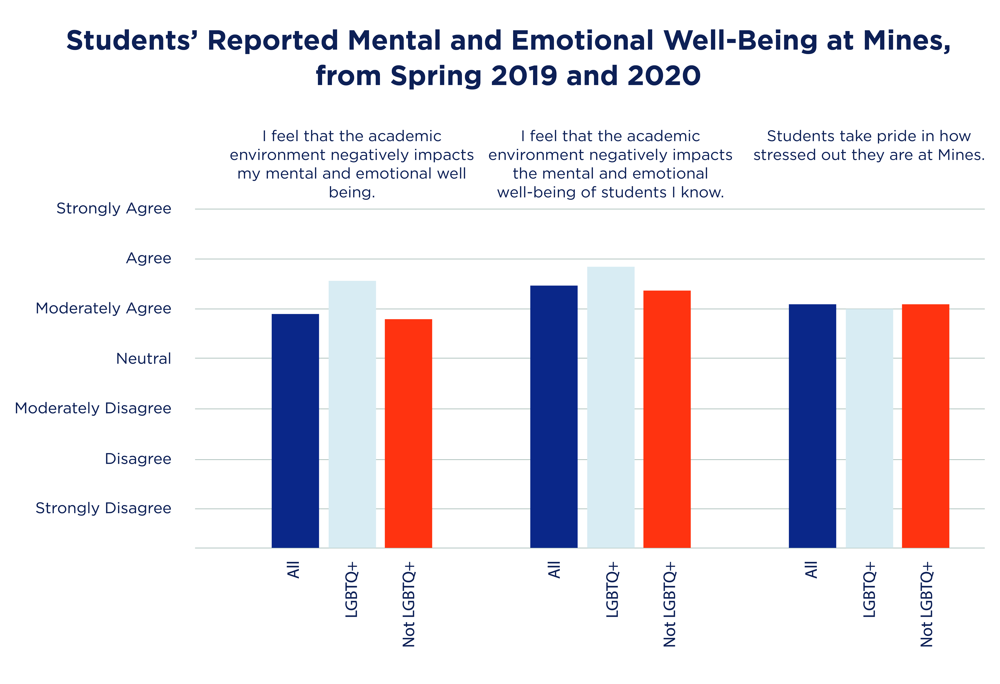 Students’ Reported Mental and Emotional Well-Being at Mines,
from Spring 2019 and 2020
I feel that the academic
environment negatively impacts
my mental and emotional well
being.
I feel that the academic
environment negatively impacts
the mental and emotional
well-being of students I know.
Students take pride in how
stressed out they are at Mines.
Strongly Agree
Agree
Moderately Agree
Neutral
Moderately Disagree
Disagree
Strongly Disagree
All
LGBTQ+
Not LGBTQ+
All
LGBTQ+
Not LGBTQ+
All
LGBTQ+
Not LGBTQ+